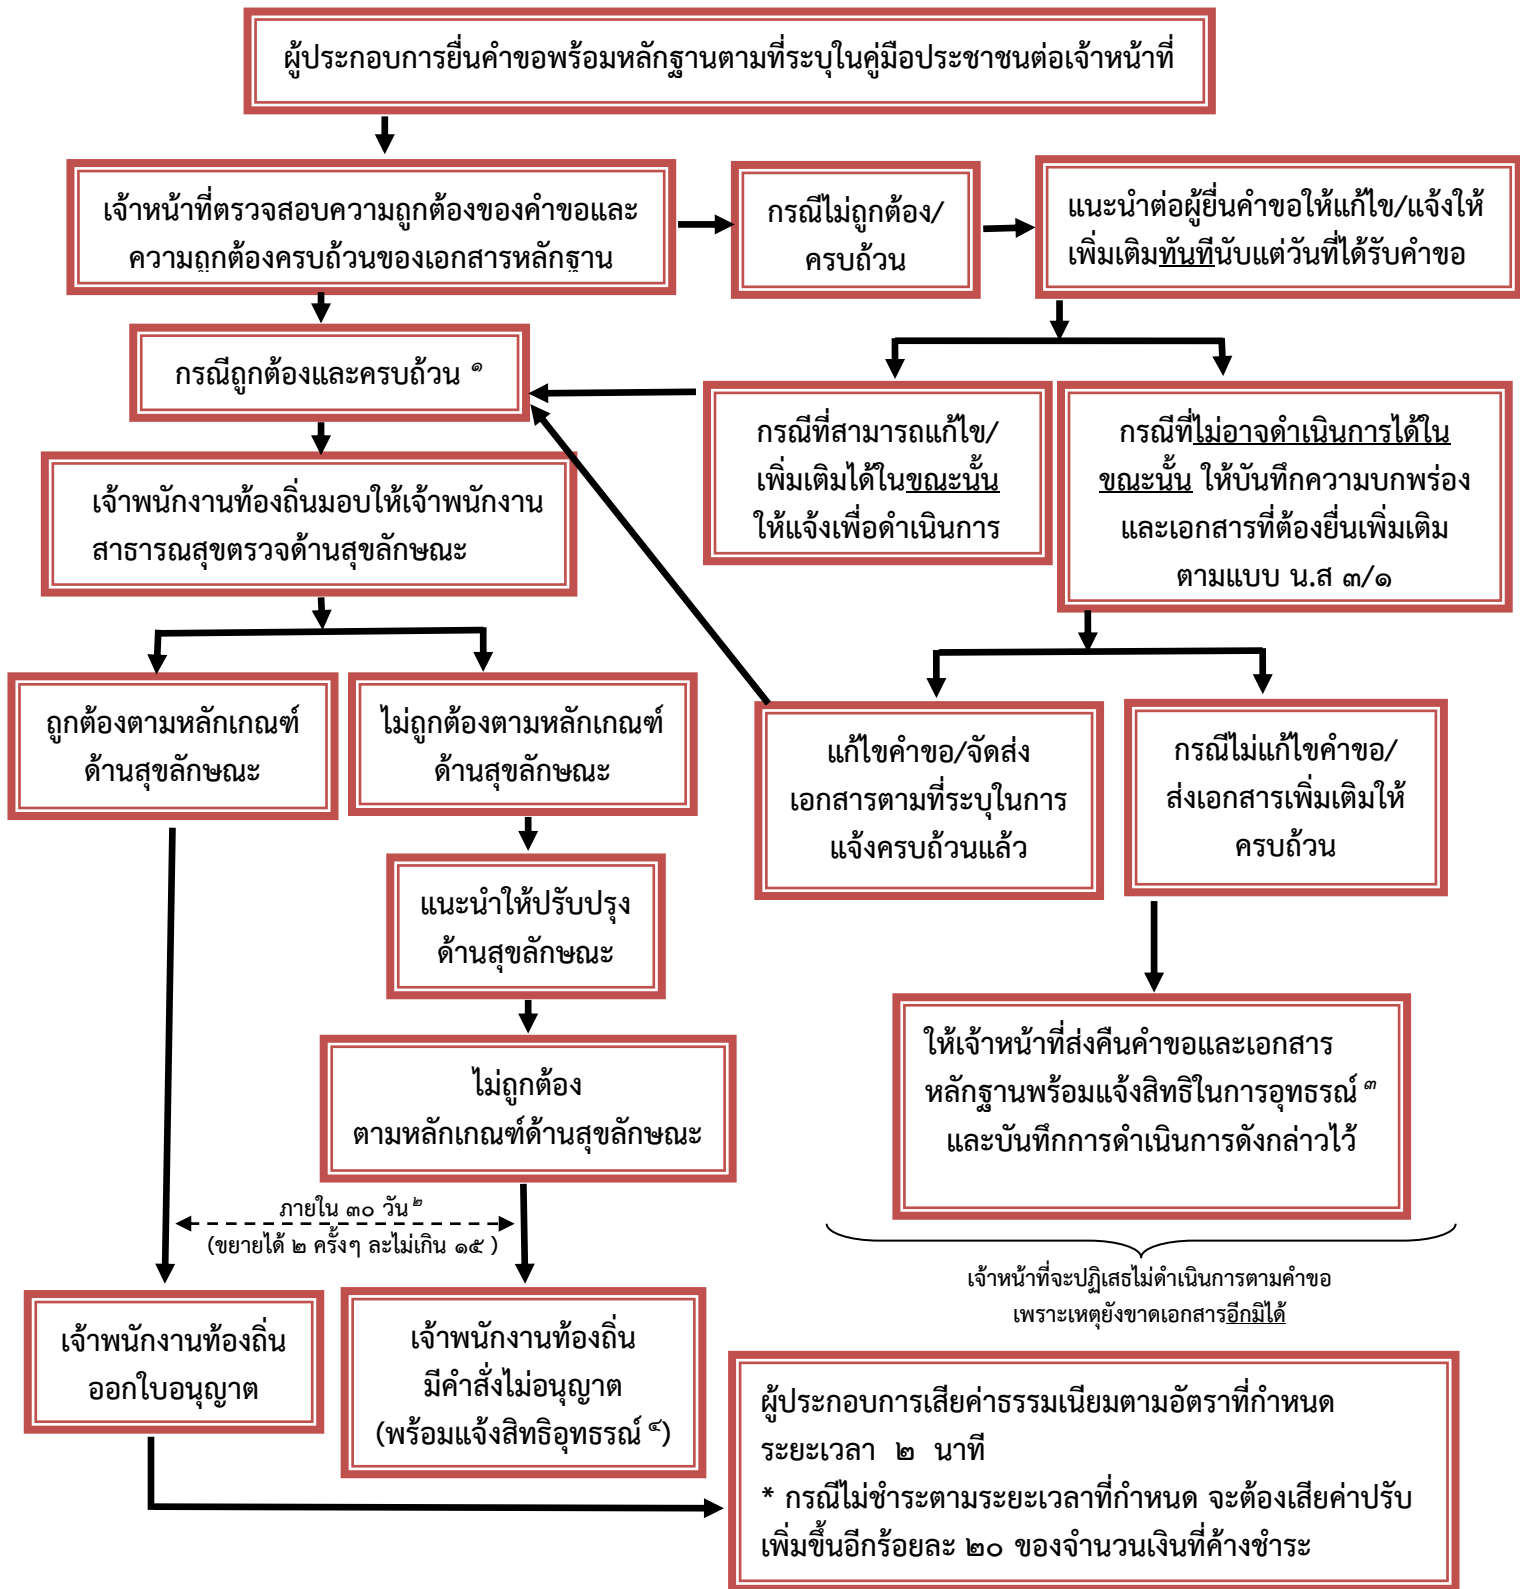 ผู้ประกอบการยื่นคำขอพร้อมหลักฐานตามที่ระบุในคู่มือประชาชนต่อเจ้าหน้าที่
เจ้าหน้าที่ตรวจสอบความถูกต้องของคำขอและ
ความถูกต้องครบถ้วนของเอกสารหลักฐาน
กรณีไม่ถูกต้อง/
ครบถ้วน
แนะนำต่อผู้ยื่นคำขอให้แก้ไข/แจ้งให้
เพิ่มเติมทันทีนับแต่วันที่ได้รับคำขอ
กรณีถูกต้องและครบถ้วน ๑
กรณีที่สามารถแก้ไข/
เพิ่มเติมได้ในขณะนั้น
ให้แจ้งเพื่อดำเนินการ
กรณีที่ไม่อาจดำเนินการได้ใน
ขณะนั้น ให้บันทึกความบกพร่อง
และเอกสารที่ต้องยื่นเพิ่มเติม
ตามแบบ น.ส ๓/๑
เจ้าพนักงานท้องถิ่นมอบให้เจ้าพนักงาน
สาธารณสุขตรวจด้านสุขลักษณะ
ถูกต้องตามหลักเกณฑ์
ด้านสุขลักษณะ
ไม่ถูกต้องตามหลักเกณฑ์
ด้านสุขลักษณะ
แก้ไขคำขอ/จัดส่ง
เอกสารตามที่ระบุในการ
แจ้งครบถ้วนแล้ว
กรณีไม่แก้ไขคำขอ/
ส่งเอกสารเพิ่มเติมให้
ครบถ้วน
แนะนำให้ปรับปรุง
ด้านสุขลักษณะ
ไม่ถูกต้อง
ตามหลักเกณฑ์ด้านสุขลักษณะ
ให้เจ้าหน้าที่ส่งคืนคำขอและเอกสาร
หลักฐานพร้อมแจ้งสิทธิในการอุทธรณ์ ๓
และบันทึกการดำเนินการดังกล่าวไว้
ภายใน ๓๐ วัน ๒
(ขยายได้ ๒ ครั้งๆ ละไม่เกิน ๑๕ )
เจ้าหน้าที่จะปฏิเสธไม่ดำเนินการตามคำขอ
เพราะเหตุยังขาดเอกสารอีกมิได้
เจ้าพนักงานท้องถิ่น
ออกใบอนุญาต
เจ้าพนักงานท้องถิ่น
มีคำสั่งไม่อนุญาต
(พร้อมแจ้งสิทธิอุทธรณ์ ๔)
ผู้ประกอบการเสียค่าธรรมเนียมตามอัตราที่กำหนด
ระยะเวลา ๒ นาที
* กรณีไม่ชำระตามระยะเวลาที่กำหนด จะต้องเสียค่าปรับ
เพิ่มขึ้นอีกร้อยละ ๒๐ ของจำนวนเงินที่ค้างชำระ